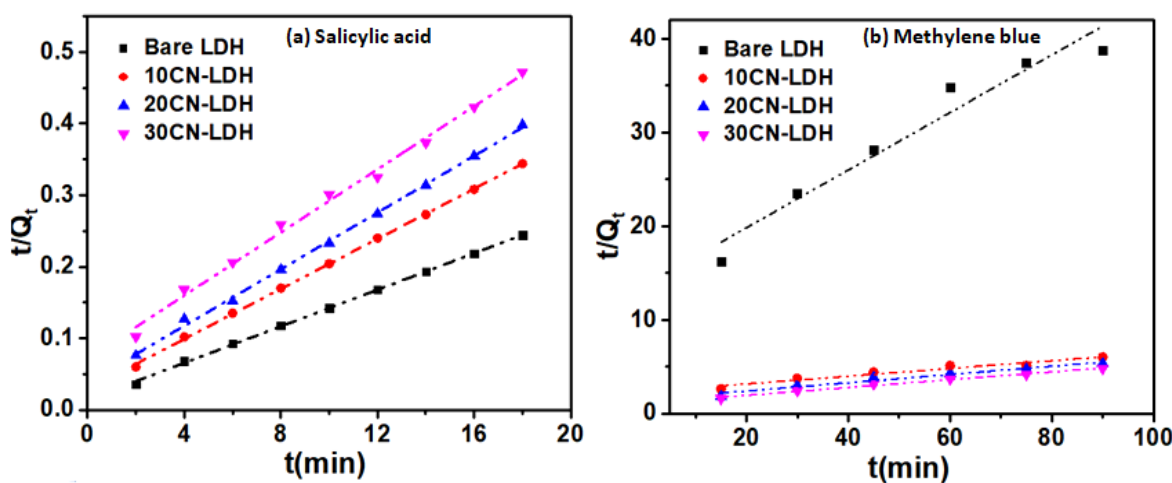 (a) Salicylic acid
Bare LDH
10CN-LDH
20CN-LDH
30CN-LDH
0.5
0.4
0.3
0.2
0.1
0.0
t/Qt
0 4 8 12 16 20
t(min)
(b) Methylene blue
Bare LDH
10CN-LDH
20CN-LDH
30CN-LDH
40
30
20
10
0
t/Qt
20 40 60 80 100
t(min)